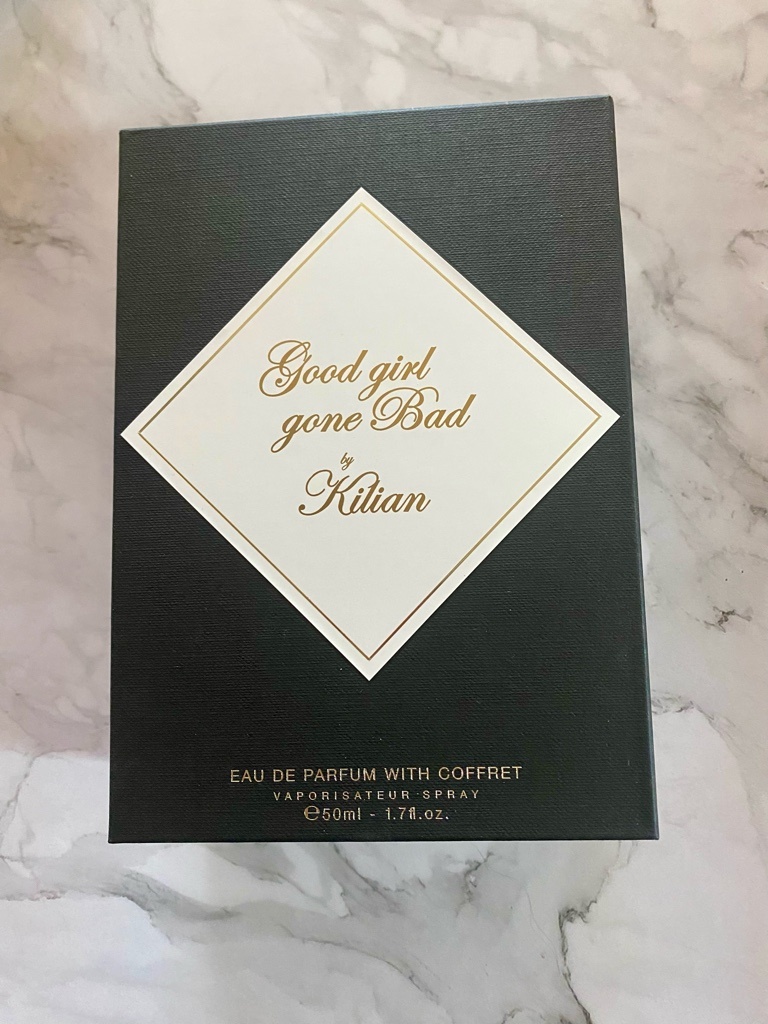 Good girl
gone Bad
by
Kilian
EAU DE PARFUM WITH COFFRET
VAPORISATEUR·SPRAY
℮50ml - 1.7fl.oz.